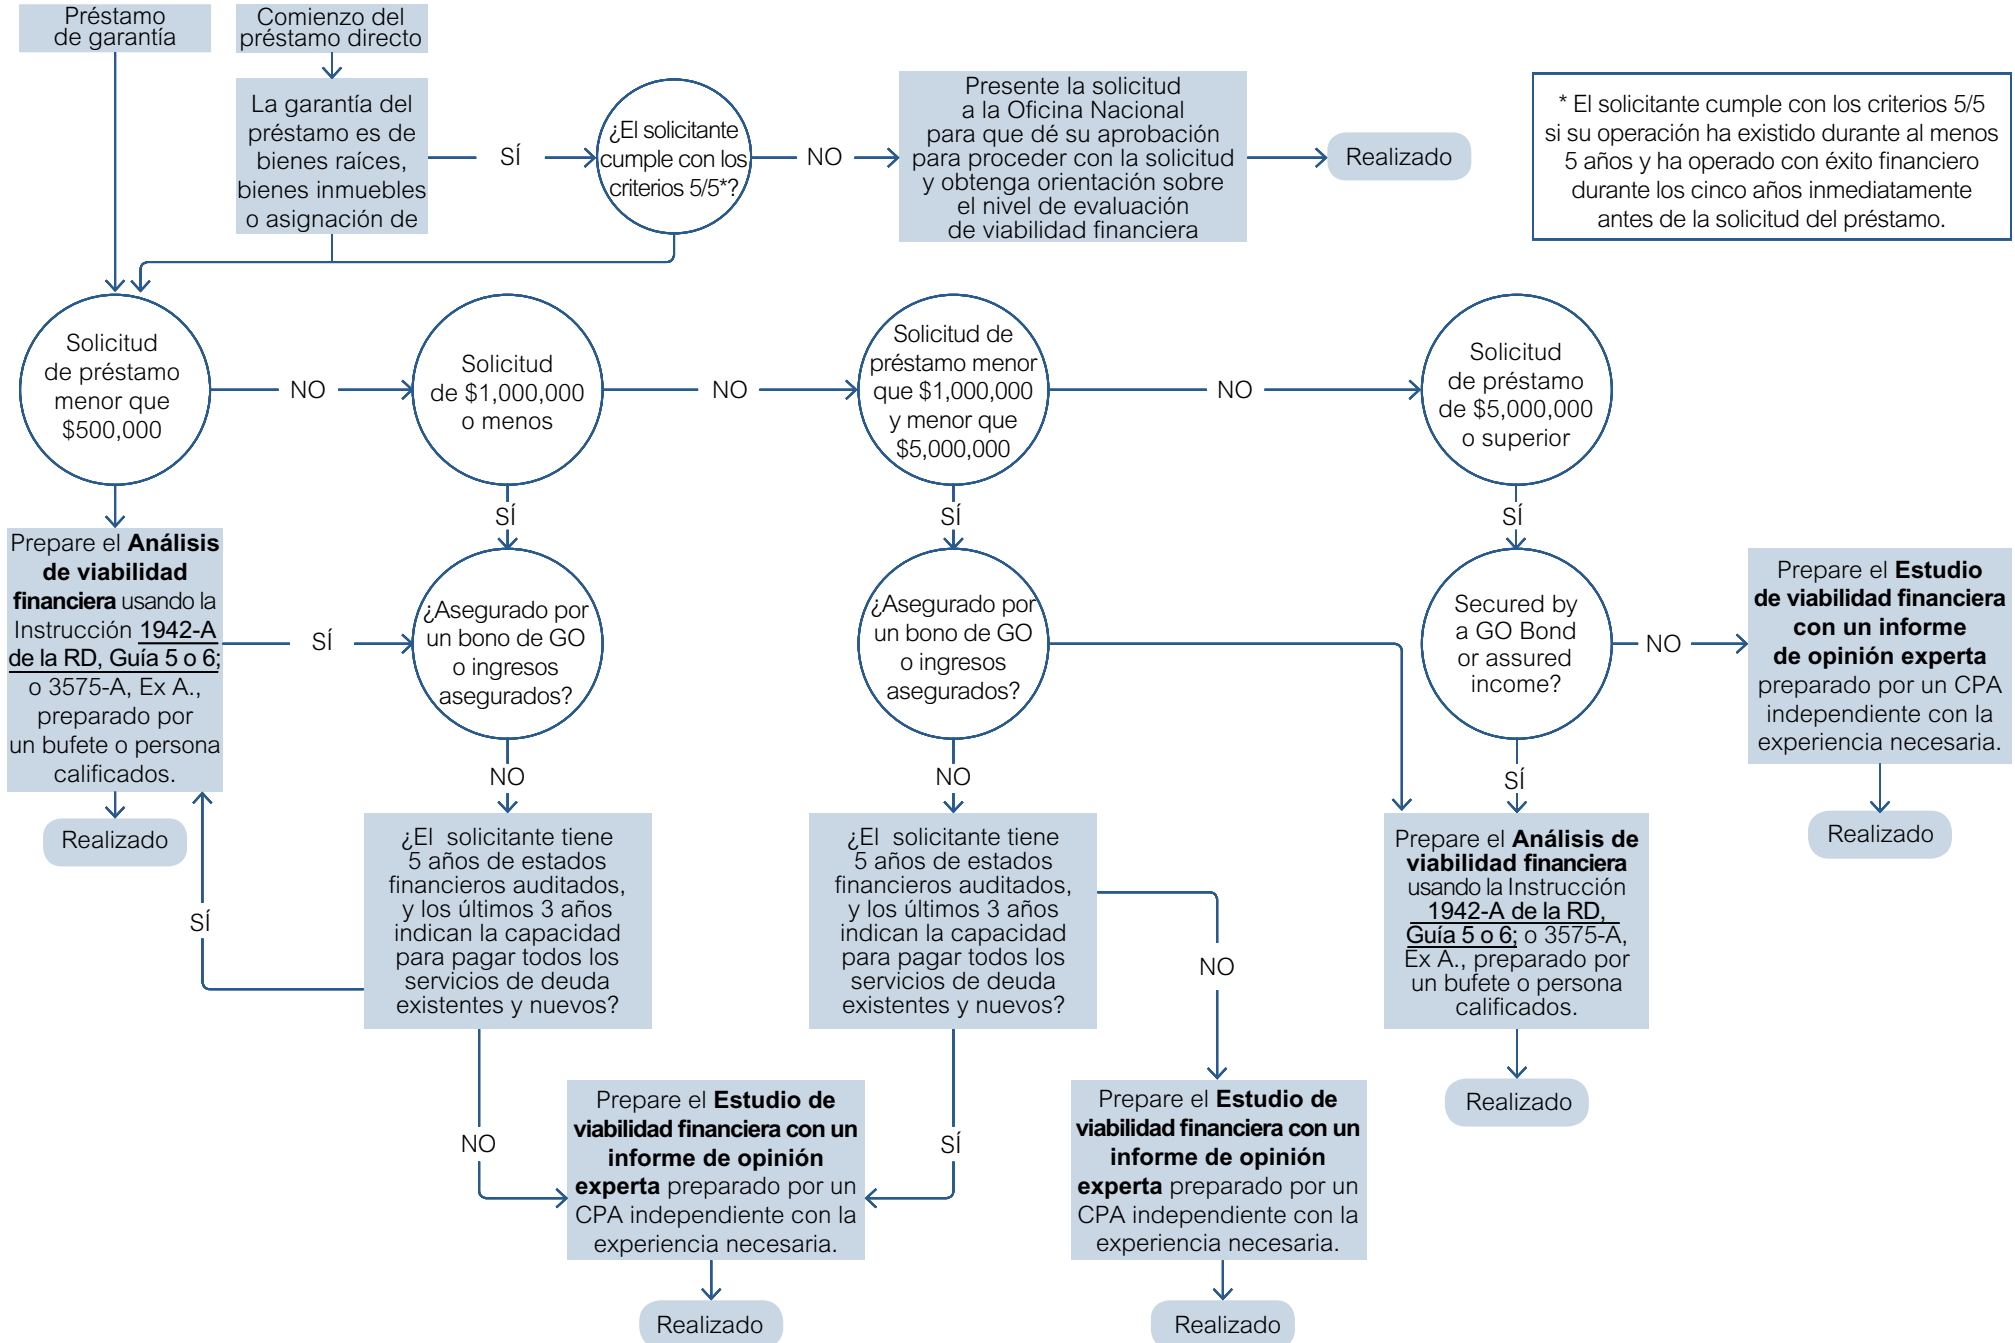 Préstamo
de garantía
Comienzo del
préstamo directo
La garantía del
préstamo es de
bienes raíces,
bienes inmuebles
o asignación de
SÍ
¿El solicitante
cumple con los
criterios 5/5*?
NO
Presente la solicitud
a la Oficina Nacional
para que dé su aprobación
para proceder con la solicitud
y obtenga orientación sobre
el nivel de evaluación
de viabilidad financiera
Realizado
* El solicitante cumple con los criterios 5/5
si su operación ha existido durante al menos
5 años y ha operado con éxito financiero
durante los cinco años inmediatamente
antes de la solicitud del préstamo.
Solicitud
de préstamo
menor que
$500,000
NO
Solicitud
de $1,000,000
o menos
NO
Solicitud de
préstamo menor
que $1,000,000
y menor que
$5,000,000
NO
Solicitud
de préstamo
de $5,000,000
o superior
SÍ
SÍ
SÍ
Prepare el Análisis
de viabilidad
financiera usando la
Instrucción 1942-A
de la RD, Guía 5 o 6;
o 3575-A, Ex A.,
preparado por
un bufete o persona
calificados.
SÍ
¿Asegurado por
un bono de GO
o ingresos
asegurados?
¿Asegurado por
un bono de GO
o ingresos
asegurados?
Secured by
a GO Bond
or assured
income?
NO
Prepare el Estudio
de viabilidad financiera
con un informe
de opinión experta
preparado por un CPA
independiente con la
experiencia necesaria.
NO
NO
SÍ
Realizado
Realizado
SÍ
¿El solicitante tiene
5 años de estados
financieros auditados,
y los últimos 3 años
indican la capacidad
para pagar todos los
servicios de deuda
existentes y nuevos?
¿El solicitante tiene
5 años de estados
financieros auditados,
y los últimos 3 años
indican la capacidad
para pagar todos los
servicios de deuda
existentes y nuevos?
NO
Prepare el Análisis de
viabilidad financiera
usando la Instrucción
1942-A de la RD,
Guía 5 o 6; o 3575-A,
Ex A., preparado por
un bufete o persona
calificados.
Realizado
NO
Prepare el Estudio de
viabilidad financiera con un
informe de opinión
experta preparado por un
CPA independiente con la
experiencia necesaria.
SÍ
Prepare el Estudio de
viabilidad financiera con un
informe de opinión
experta preparado por un
CPA independiente con la
experiencia necesaria.
Realizado
Realizado